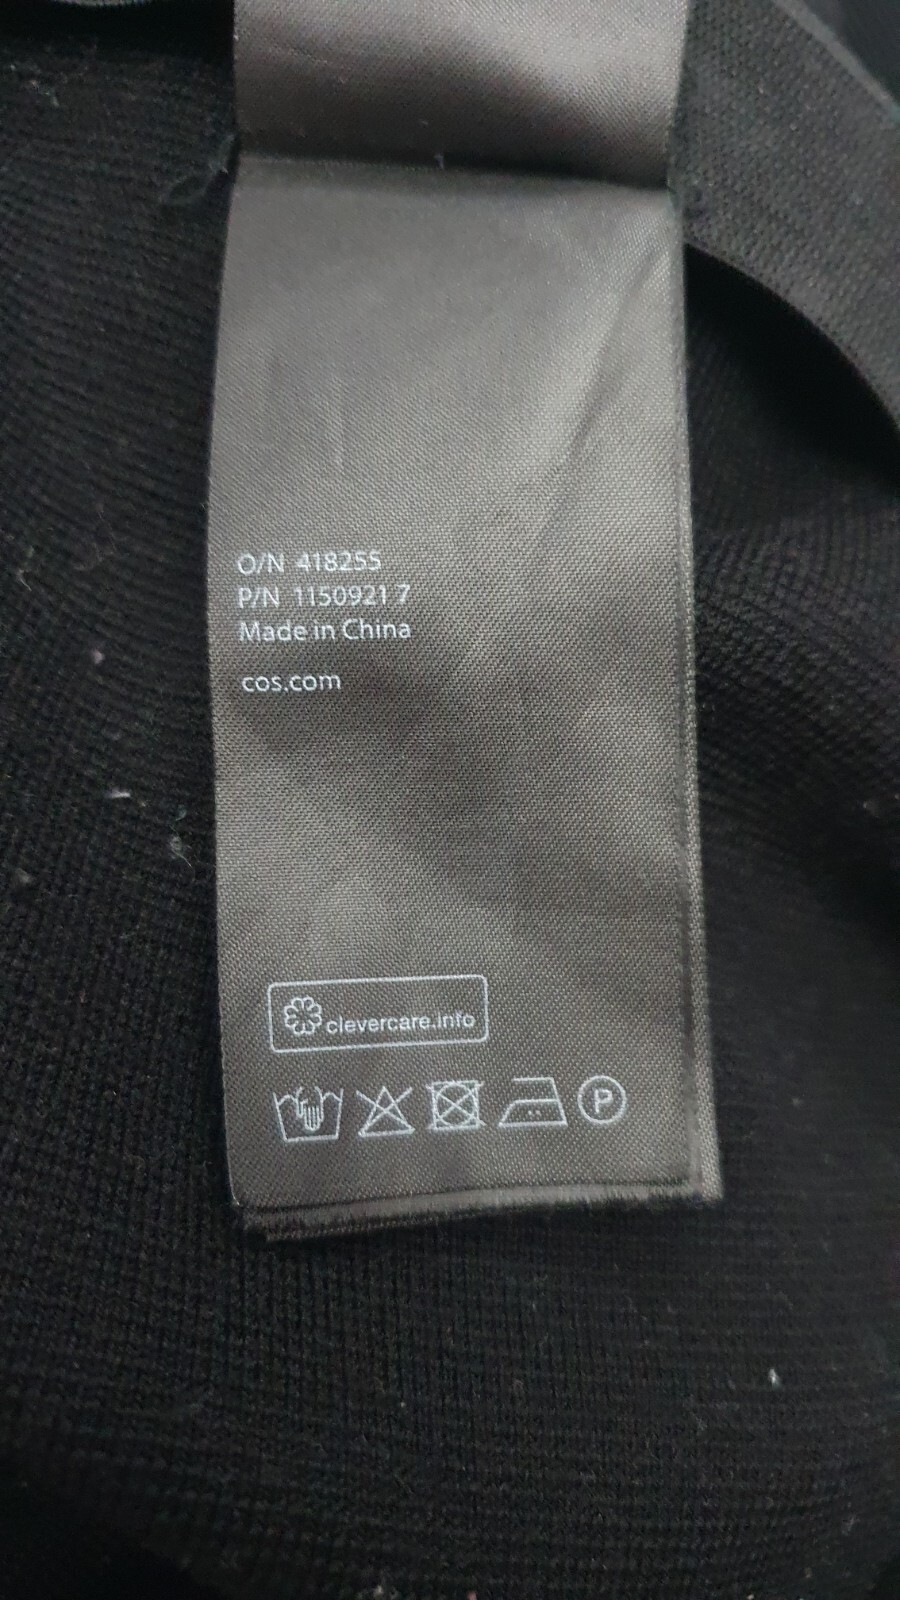 O/N 418255
P/N 1150921 7
Made in China
cos.com
clevercare.info
P